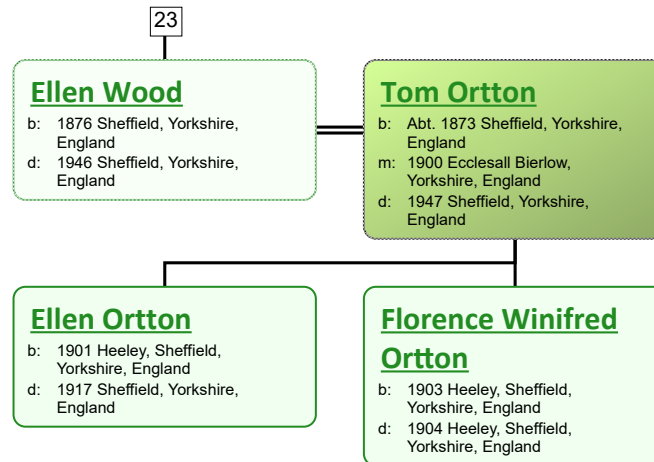 23
Ellen Wood
b: 1876 Sheffield, Yorkshire,
England
d: 1946 Sheffield, Yorkshire,
England
Tom Ortton
b: Abt. 1873 Sheffield, Yorkshire,
England
m: 1900 Ecclesall Bierlow,
Yorkshire, England
d: 1947 Sheffield, Yorkshire,
England
Ellen Ortton
b: 1901 Heeley, Sheffield,
Yorkshire, England
d: 1917 Sheffield, Yorkshire,
England
Florence Winifred
Ortton
b: 1903 Heeley, Sheffield,
Yorkshire, England
d: 1904 Heeley, Sheffield,
Yorkshire, England